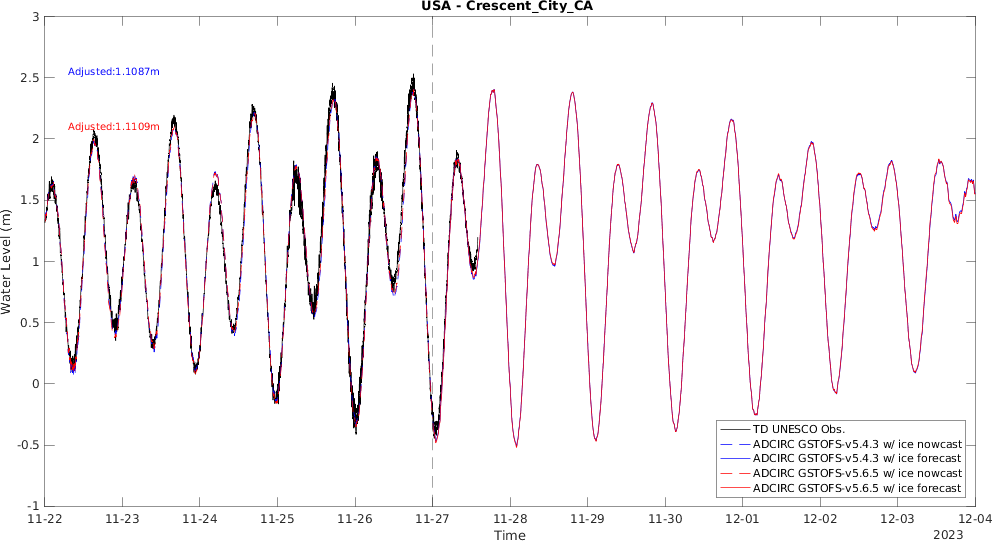 USA - Crescent_City_CA
3
Adjusted:1.1087m
2.5
Adjusted:1.1109m
2
1.5
1
0.5
0
-0.5
-1
Water Level (m)
TD UNESCO Obs.
ADCIRC GSTOFS-v5.4.3 w/ ice nowcast
ADCIRC GSTOFS-v5.4.3 w/ ice forecast
ADCIRC GSTOFS-v5.6.5 w/ ice nowcast
ADCIRC GSTOFS-v5.6.5 w/ ice forecast
11-22 11-23 11-24 11-25 11-26 11-27 11-28 11-29 11-30 12-01 12-02 12-03 12-04
Time
2023